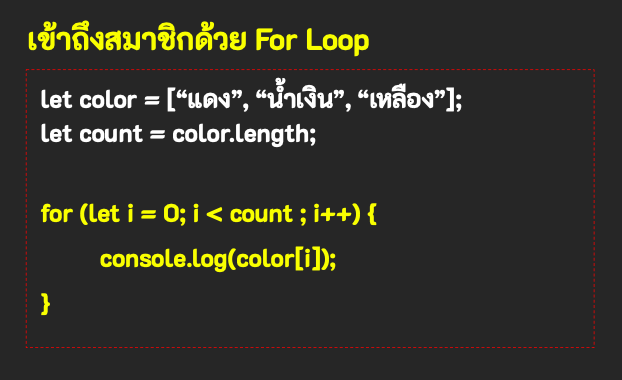 เข้าถึงสมาชิกด้วย For Loop
let color = [“แดง”, “น้ำเงิน”, “เหลือง”];
let count = color.length;
for (let i = 0; i < count ; i++) {
console.log(color[i]);
}